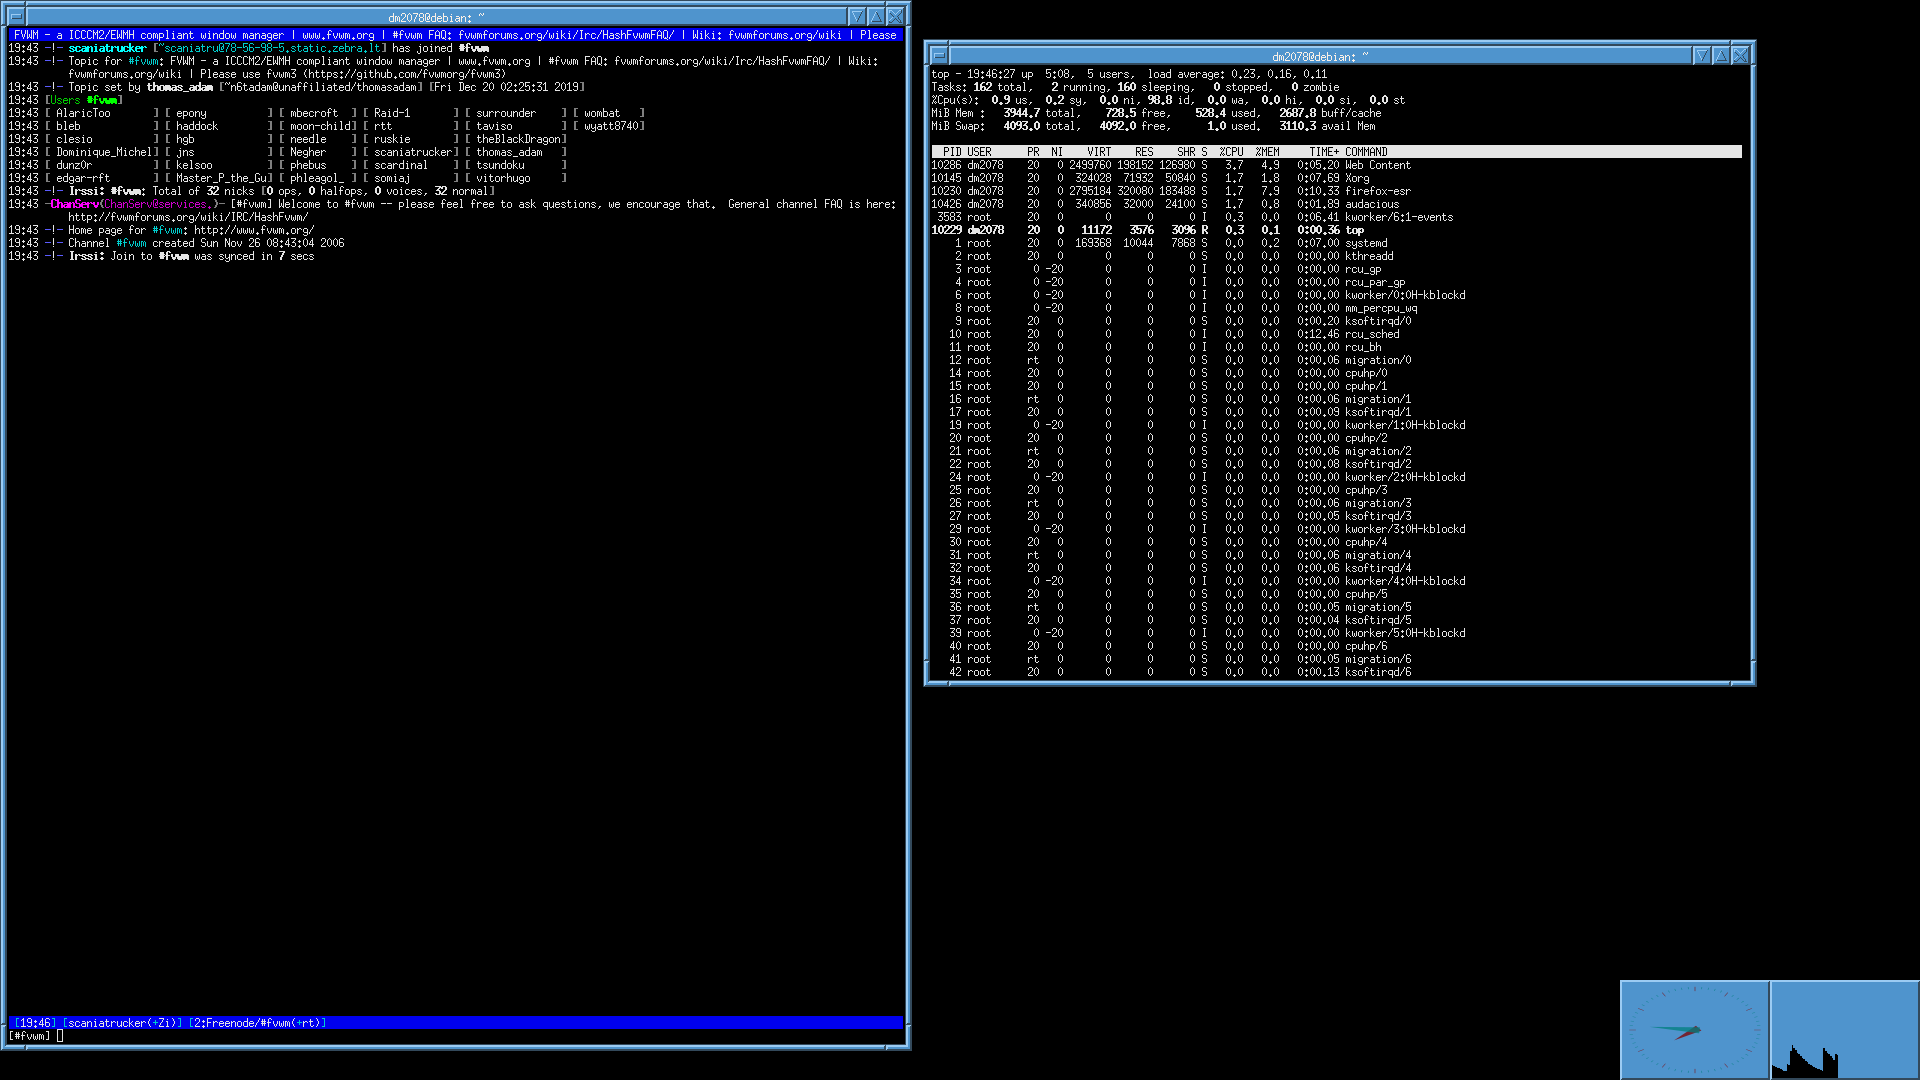 dm2078@debian: ~
FVWM - a ICCCM2/EWMH compliant window manager | www.fvwm.org | #fvwm FAQ: fvwmforums.org/wiki/Irc/HashFvwmFAQ/ | Wiki: fvwmforums.org/wiki | Please
19:43 -!- scaniatrucker [~scaniatru@78-56-98-5.static.zebra.lt] has joined #fvwm
19:43 -!- Topic for #fvwm: FVWM - a ICCCM2/EWMH compliant window manager | www.fvwm.org | #fvwm FAQ: fvwmforums.org/wiki/Irc/HashFvwmFAQ/ | Wiki:
fvwmforums.org/wiki | Please use fvwm3 (https://github.com/fvwmorg/fvwm3)
19:43 -!- Topic set by thomas_adam [~n6tadam@unaffiliated/thomasadam] [Fri Dec 20 02:25:31 2019]
19:43 [Users #fvwm]
19:43 [ AlaricToo       ] [ epony          ] [ mbecroft  ] [ Raid-1       ] [ surrounder    ] [ wombat   ]
19:43 [ bleb            ] [ haddock        ] [ moon-child] [ rtt          ] [ taviso        ] [ wyatt8740]
19:43 [ clesio          ] [ hgb            ] [ needle    ] [ ruskie       ] [ theBlackDragon]
19:43 [ Dominique_Michel] [ jns            ] [ Negher    ] [ scaniatrucker] [ thomas_adam   ]
19:43 [ dunz0r          ] [ kelsoo         ] [ phebus    ] [ scardinal    ] [ tsundoku      ]
19:43 [ edgar-rft       ] [ Master_P_the_Gu] [ phleagol_ ] [ somiaj       ] [ vitorhugo     ]
19:43 -!- Irssi: #fvwm: Total of 32 nicks [0 ops, 0 halfops, 0 voices, 32 normal]
19:43 -ChanServ(ChanServ@services.)- [#fvwm] Welcome to #fvwm -- please feel free to ask questions, we encourage that.  General channel FAQ is here:
http://fvwmforums.org/wiki/IRC/HashFvwm/
19:43 -!- Home page for #fvwm: http://www.fvwm.org/
19:43 -!- Channel #fvwm created Sun Nov 26 08:43:04 2006
19:43 -!- Irssi: Join to #fvwm was synced in 7 secs
[19:46] [scaniatrucker(+Zi)] [2:Freenode/#fvwm(+rt)]
[#fvwm]
dm2078@debian: ~
top - 19:46:27 up  5:08,  5 users,  load average: 0.23, 0.16, 0.11
Tasks: 162 total,   2 running, 160 sleeping,   0 stopped,   0 zombie
%Cpu(s):  0.9 us,  0.2 sy,  0.0 ni, 98.8 id,  0.0 wa,  0.0 hi,  0.0 si,  0.0 st
MiB Mem :   3944.7 total,    728.5 free,    528.4 used,   2687.8 buff/cache
MiB Swap:   4093.0 total,   4092.0 free,      1.0 used.   3110.3 avail Mem
PID USER      PR  NI    VIRT    RES    SHR S  %CPU  %MEM     TIME+ COMMAND
10286 dm2078    20   0 2499760 198152 126980 S   3.7   4.9   0:05.20 Web Content
10145 dm2078    20   0  324028  71932  50840 S   1.7   1.8   0:07.69 Xorg
10230 dm2078    20   0 2795184 320080 183488 S   1.7   7.9   0:10.33 firefox-esr
10426 dm2078    20   0  340856  32000  24100 S   1.7   0.8   0:01.89 audacious
3583 root      20   0       0      0      0 I   0.3   0.0   0:06.41 kworker/6:1-events
10229 dm2078    20   0   11172   3576   3096 R   0.3   0.1   0:00.36 top
1 root      20   0  169368  10044   7868 S   0.0   0.2   0:07.00 systemd
2 root      20   0       0      0      0 S   0.0   0.0   0:00.00 kthreadd
3 root       0 -20       0      0      0 I   0.0   0.0   0:00.00 rcu_gp
4 root       0 -20       0      0      0 I   0.0   0.0   0:00.00 rcu_par_gp
6 root       0 -20       0      0      0 I   0.0   0.0   0:00.00 kworker/0:0H-kblockd
8 root       0 -20       0      0      0 I   0.0   0.0   0:00.00 mm_percpu_wq
9 root      20   0       0      0      0 S   0.0   0.0   0:00.20 ksoftirqd/0
10 root      20   0       0      0      0 I   0.0   0.0   0:12.46 rcu_sched
11 root      20   0       0      0      0 I   0.0   0.0   0:00.00 rcu_bh
12 root      rt   0       0      0      0 S   0.0   0.0   0:00.06 migration/0
14 root      20   0       0      0      0 S   0.0   0.0   0:00.00 cpuhp/0
15 root      20   0       0      0      0 S   0.0   0.0   0:00.00 cpuhp/1
16 root      rt   0       0      0      0 S   0.0   0.0   0:00.06 migration/1
17 root      20   0       0      0      0 S   0.0   0.0   0:00.09 ksoftirqd/1
19 root       0 -20       0      0      0 I   0.0   0.0   0:00.00 kworker/1:0H-kblockd
20 root      20   0       0      0      0 S   0.0   0.0   0:00.00 cpuhp/2
21 root      rt   0       0      0      0 S   0.0   0.0   0:00.06 migration/2
22 root      20   0       0      0      0 S   0.0   0.0   0:00.08 ksoftirqd/2
24 root       0 -20       0      0      0 I   0.0   0.0   0:00.00 kworker/2:0H-kblockd
25 root      20   0       0      0      0 S   0.0   0.0   0:00.00 cpuhp/3
26 root      rt   0       0      0      0 S   0.0   0.0   0:00.06 migration/3
27 root      20   0       0      0      0 S   0.0   0.0   0:00.05 ksoftirqd/3
29 root       0 -20       0      0      0 I   0.0   0.0   0:00.00 kworker/3:0H-kblockd
30 root      20   0       0      0      0 S   0.0   0.0   0:00.00 cpuhp/4
31 root      rt   0       0      0      0 S   0.0   0.0   0:00.06 migration/4
32 root      20   0       0      0      0 S   0.0   0.0   0:00.06 ksoftirqd/4
34 root       0 -20       0      0      0 I   0.0   0.0   0:00.00 kworker/4:0H-kblockd
35 root      20   0       0      0      0 S   0.0   0.0   0:00.00 cpuhp/5
36 root      rt   0       0      0      0 S   0.0   0.0   0:00.05 migration/5
37 root      20   0       0      0      0 S   0.0   0.0   0:00.04 ksoftirqd/5
39 root       0 -20       0      0      0 I   0.0   0.0   0:00.00 kworker/5:0H-kblockd
40 root      20   0       0      0      0 S   0.0   0.0   0:00.00 cpuhp/6
41 root      rt   0       0      0      0 S   0.0   0.0   0:00.05 migration/6
42 root      20   0       0      0      0 S   0.0   0.0   0:00.13 ksoftirqd/6